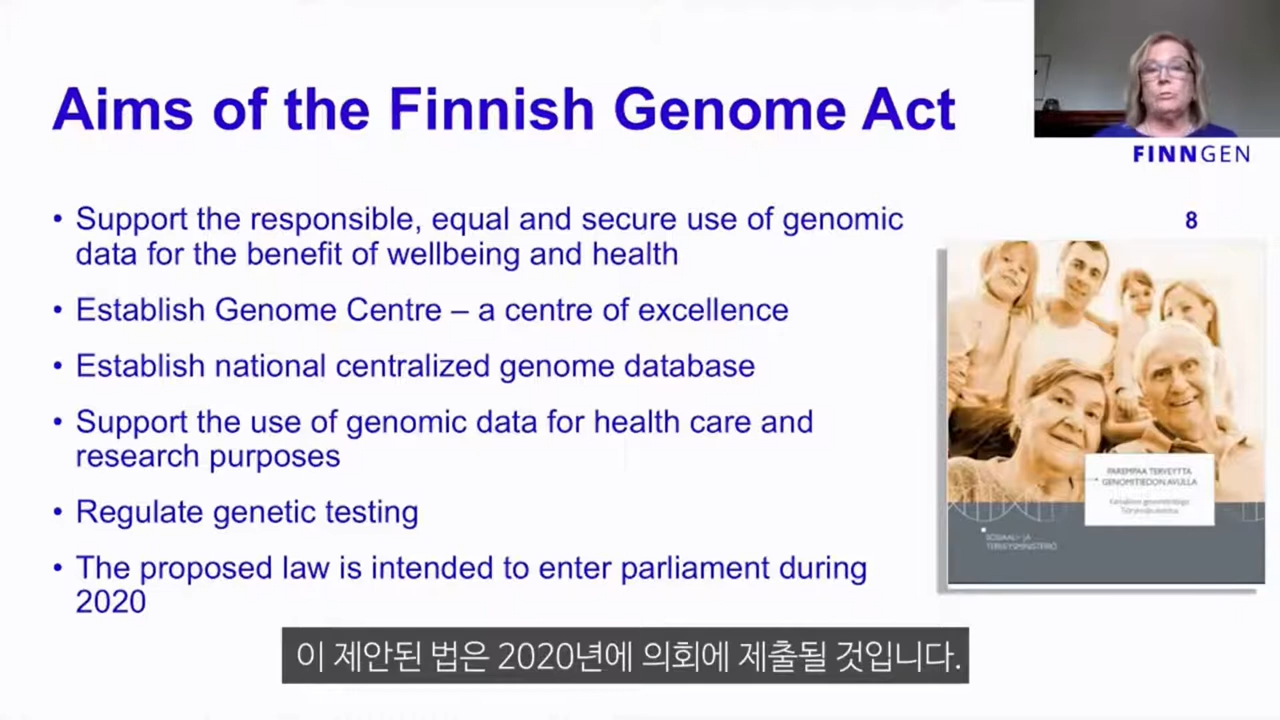 Aims of the Finnish Genome Act
FINNGEN
8
• Support the responsible, equal and secure use of genomic
data for the benefit of wellbeing and health
• Establish Genome Centre – a centre of excellence
• Establish national centralized genome database
• Support the use of genomic data for health care and
research purposes
• Regulate genetic testing
• The proposed law is intended to enter parliament during
2020
PAREMPAA TERVEYTTÄ
GENOMITIEDON AVULLA
SOSIAALI- JA
TERVEYSMINISTERIÖ
이 제안된 법은 2020년에 의회에 제출될 것입니다.